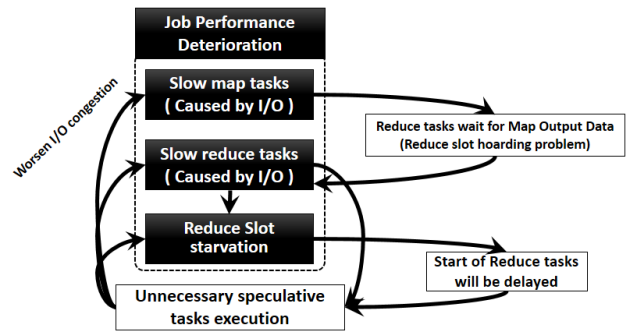 Job Performance
Deterioration
Worsen I/O congestion
Slow map tasks
( Caused by I/O )
Reduce tasks wait for Map Output Data
(Reduce slot hoarding problem)
Slow reduce tasks
( Caused by I/O )
Reduce Slot
starvation
Start of Reduce tasks
will be delayed
Unnecessary speculative
tasks execution